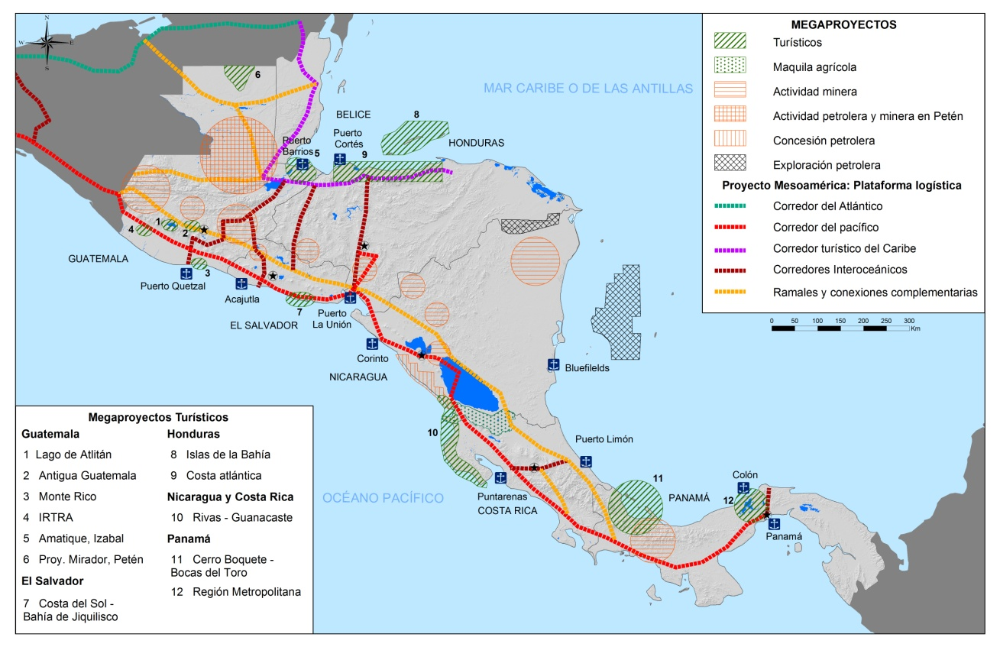 N
W
E
S
6
MAR CARIBE O DE LAS ANTILLAS
BELICE
8
Puerto
Cortés
HONDURAS
Puerto
Barrios
5
9
1
2
4
GUATEMALA
3
Puerto Quetzal
Acajutla
7
Puerto
La Unión
EL SALVADOR
Corinto
NICARAGUA
Bluefilelds
10
Puerto Limón
OCÉANO PACÍFICO
Puntarenas
COSTA RICA
11
PANAMÁ
Colón
12
Panamá
MEGAPROYECTOS
Turísticos
Maquila agrícola
Actividad minera
Actividad petrolera y minera en Petén
Concesión petrolera
Exploración petrolera
Proyecto Mesoamérica: Plataforma logística
Corredor del Atlántico
Corredor del pacífico
Corredor turístico del Caribe
Corredores Interoceánicos
Ramales y conexiones complementarias
0 50 100 150 200 250 300
Km
Megaproyectos Turísticos
Guatemala
1 Lago de Atlitán
2 Antigua Guatemala
3 Monte Rico
4 IRTRA
5 Amatique, Izabal
6 Proy. Mirador, Petén
El Salvador
7 Costa del Sol -
Bahía de Jiquilisco
Honduras
8 Islas de la Bahía
9 Costa atlántica
Nicaragua y Costa Rica
10 Rivas - Guanacaste
Panamá
11 Cerro Boquete -
Bocas del Toro
12 Región Metropolitana